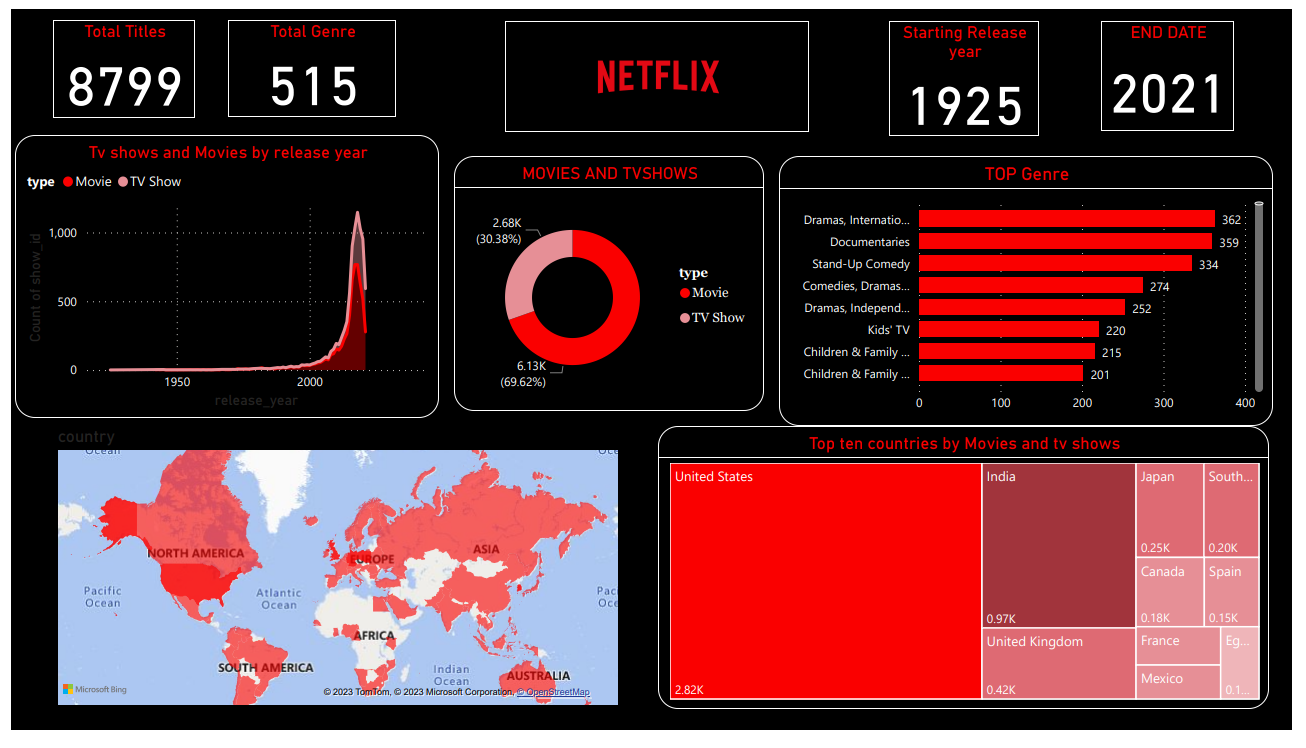 Total Titles
8799
Total Genre
515
NETFLIX
Starting Release
year
1925
END DATE
2021
Tv shows and Movies by release year
type Movie TV Show
Count of show_id
1,000
500
0
1950 2000
release_year
MOVIES AND TVSHOWS
2.68K
(30.38%)
6.13K
(69.62%)
type
Movie
TV Show
TOP Genre
Dramas, Internatio... 362
Documentaries 359
Stand-Up Comedy 334
Comedies, Dramas... 274
Dramas, Independ... 252
Kids' TV 220
Children & Family ... 215
Children & Family ... 201
0 100 200 300 400
country
Ocean
Oce
NORTH AMERICA
EUROPE
ASIA
Pacific
Ocean
Atlantic
Ocean
Pac
Oce
AFRICA
SOUTH AMERICA
Indian
Ocean
AUSTRALIA
Microsoft Bing
© 2023 TomTom, © 2023 Microsoft Corporation, © OpenStreetMap
Top ten countries by Movies and tv shows
United States
2.82K
India
0.97K
United Kingdom
0.42K
Japan
0.25K
South...
0.20K
Canada
0.18K
Spain
0.15K
France
Mexico
Eg...
0.1...